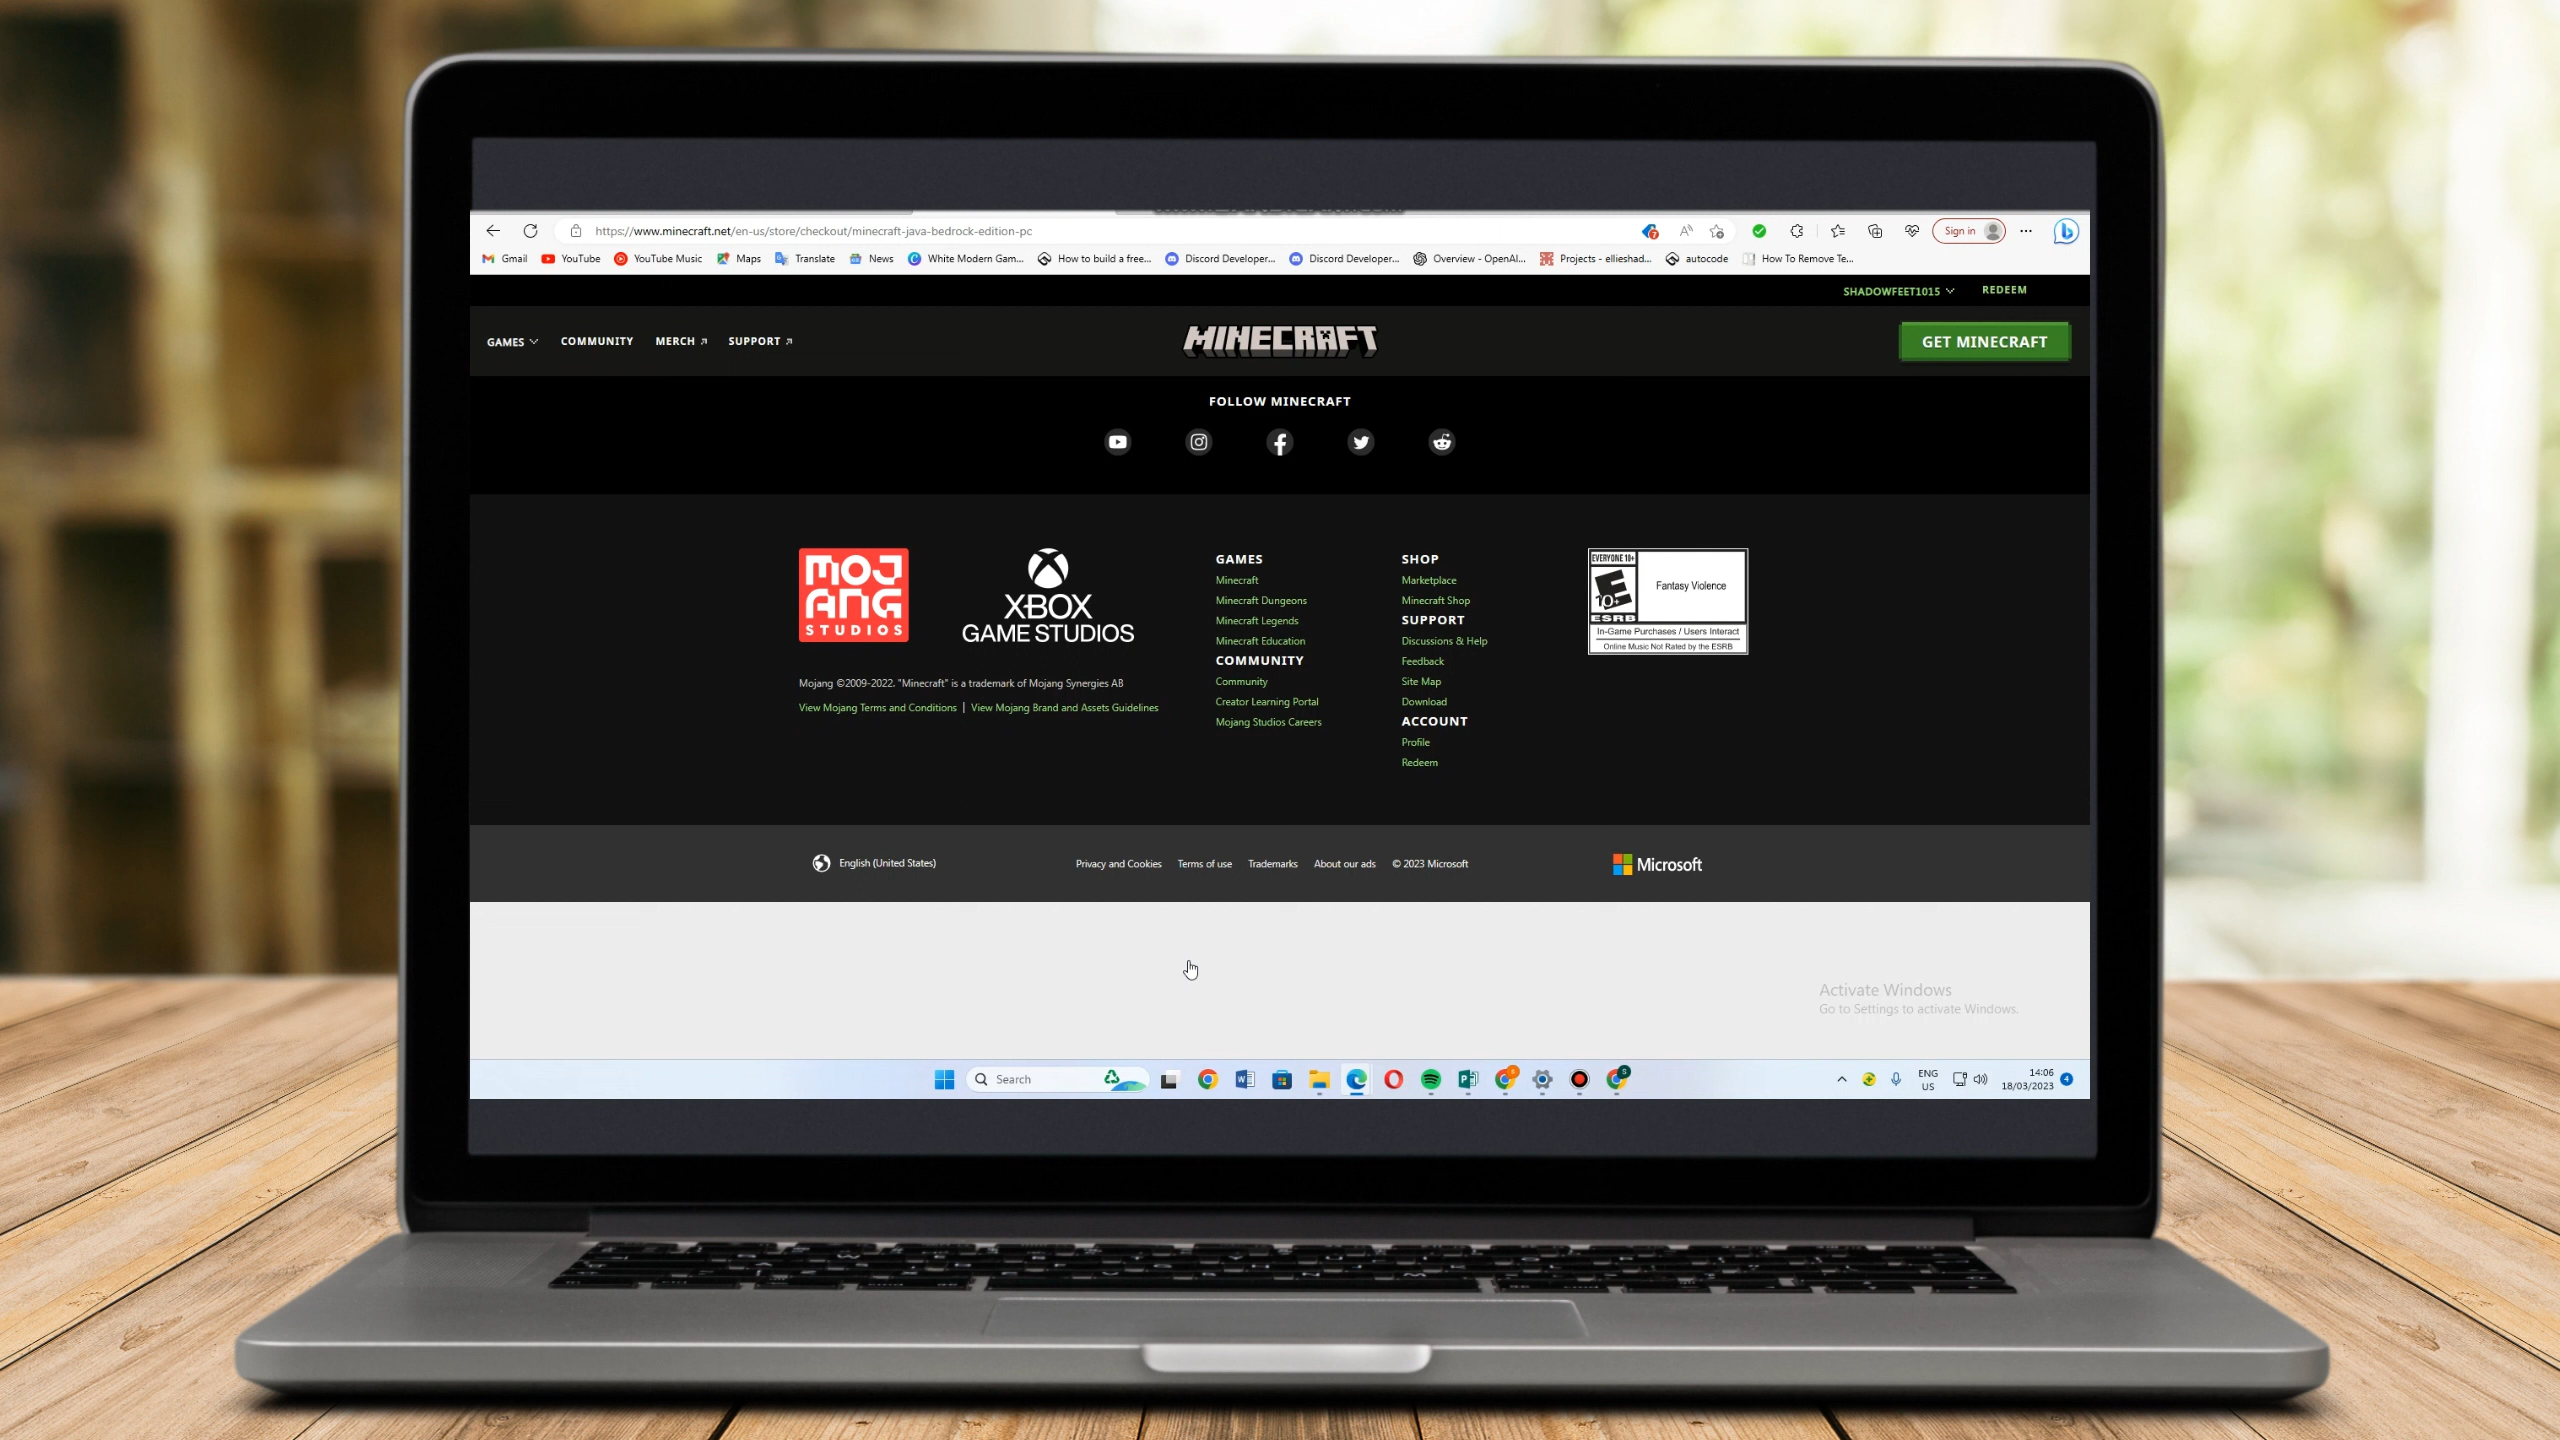 https://www.minecraft.net/en-us/store/checkout/minecraft-java-bedrock-edition-pc
Sign in
Gmail YouTube YouTube Music Maps Translate News White Modern Gam... How to build a free... Discord Developer... Discord Developer... Overview - OpenAI... Projects - ellieshad... autocode How To Remove Te...
SHADOWFEET1015 REDEEM
GAMES COMMUNITY MERCH SUPPORT MINECRAFT GET MINECRAFT
FOLLOW MINECRAFT
MOJANG STUDIOS
XBOX
GAME STUDIOS
Mojang ©2009-2022. "Minecraft" is a trademark of Mojang Synergies AB
View Mojang Terms and Conditions | View Mojang Brand and Assets Guidelines
GAMES
Minecraft
Minecraft Dungeons
Minecraft Legends
Minecraft Education
COMMUNITY
Community
Creator Learning Portal
Mojang Studios Careers
SHOP
Marketplace
Minecraft Shop
SUPPORT
Discussions & Help
Feedback
Site Map
Download
ACCOUNT
Profile
Redeem
EVERYONE 10+
E
10+
ESRB
Fantasy Violence
In-Game Purchases / Users Interact
Online Music Not Rated by the ESRB
English (United States) Privacy and Cookies Terms of use Trademarks About our ads © 2023 Microsoft Microsoft
Activate Windows
Go to Settings to activate Windows.
Search
ENG
US
14:06
18/03/2023
4